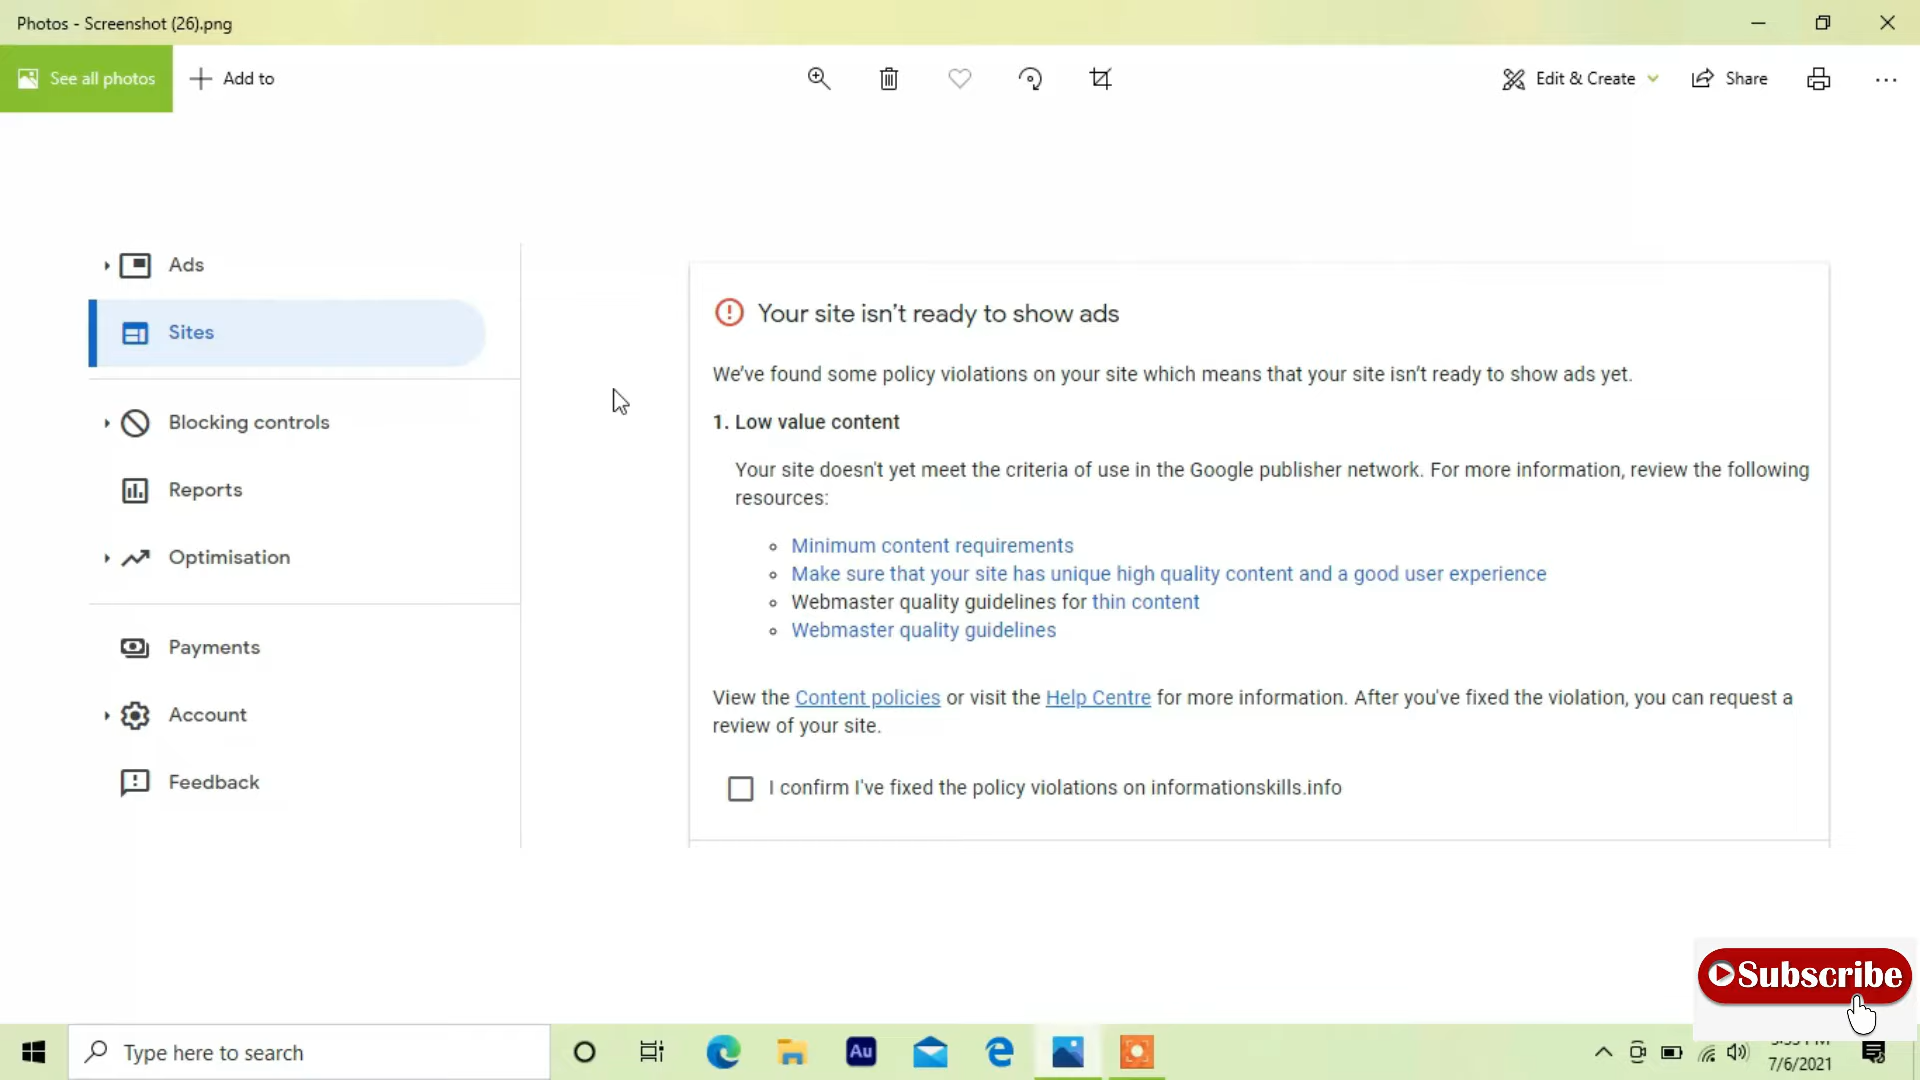 Photos - Screenshot (26).png
See all photos
Add to
Edit & Create
Share
Ads
Sites
Blocking controls
Reports
Optimisation
Payments
Account
Feedback
Your site isn't ready to show ads
We've found some policy violations on your site which means that your site isn't ready to show ads yet.
1. Low value content
Your site doesn't yet meet the criteria of use in the Google publisher network. For more information, review the following
resources:
Minimum content requirements
Make sure that your site has unique high quality content and a good user experience
Webmaster quality guidelines for thin content
Webmaster quality guidelines
View the Content policies or visit the Help Centre for more information. After you've fixed the violation, you can request a
review of your site.
I confirm I've fixed the policy violations on informationskills.info
Subscribe
Type here to search
Au
7/6/2021